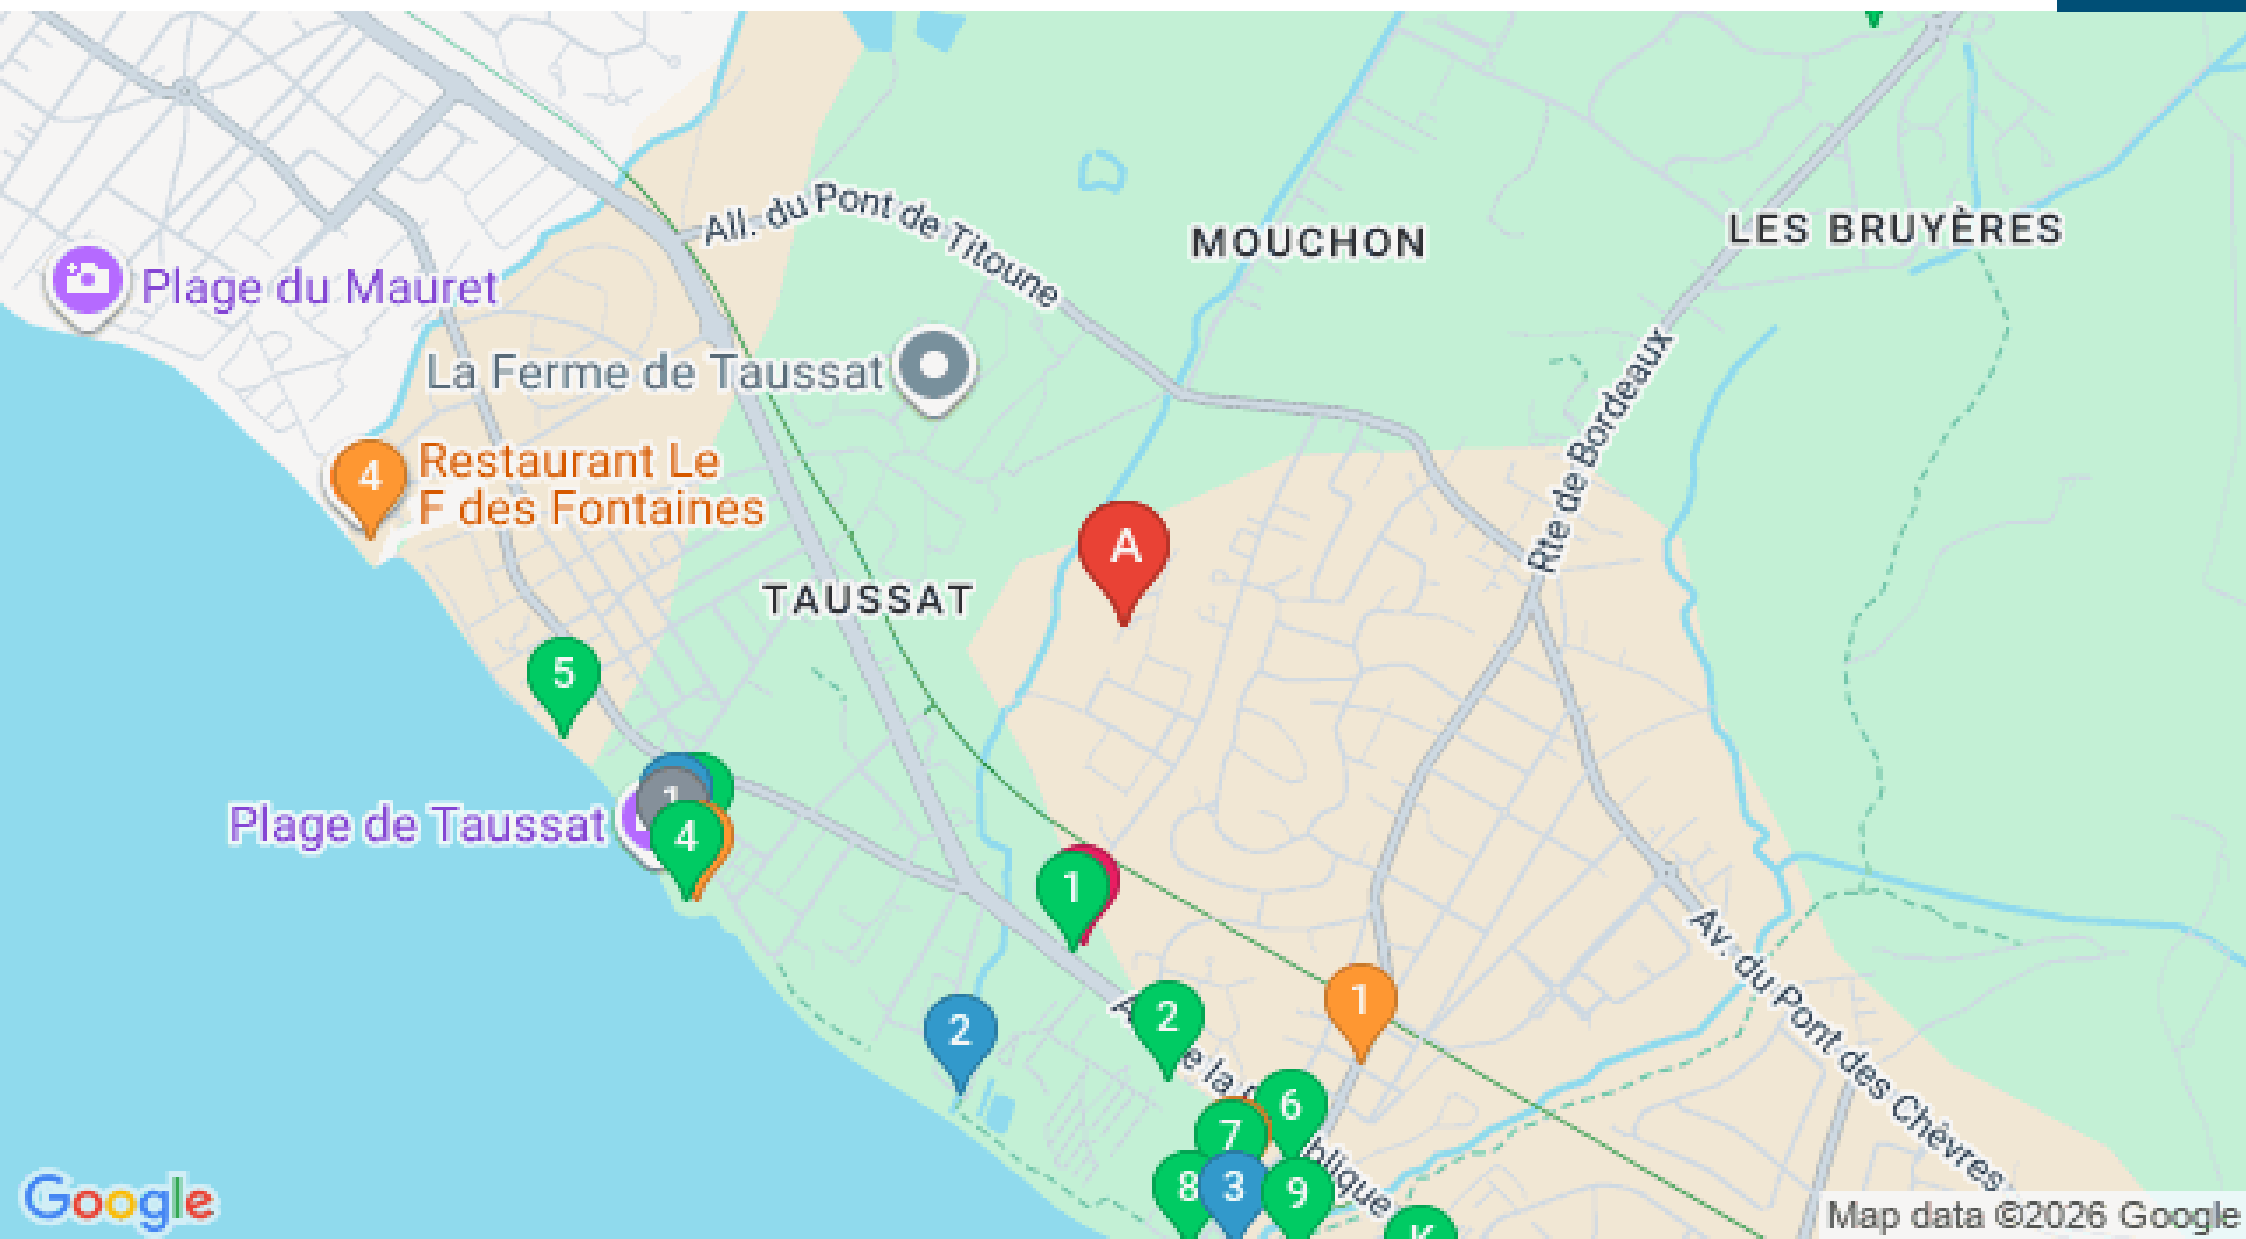 All. du Pont de Titoune
MOUCHON
LES BRUYÈRES
Plage du Mauret
La Ferme de Taussat
Rte de Bordeaux
4
Restaurant Le
F des Fontaines
A
TAUSSAT
5
1
Plage de Taussat
4
1
Av. du Pont des Chèvres
1
2
2
6
7
8
3
9
K
Google
Map data ©2026 Google